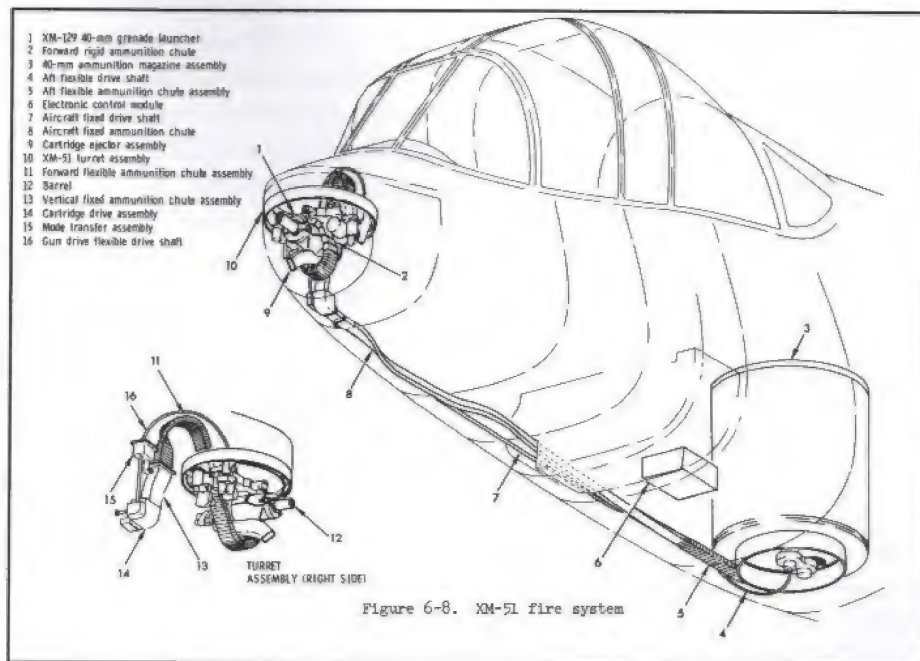 1 XM-129 40-mm grenade launcher
2 Forward rigid ammunition chute
3 40-mm ammunition magazine assembly
4 Aft flexible drive shaft
5 Aft flexible ammunition chute assembly
6 Electronic control module
7 Aircraft fixed drive shaft
8 Aircraft fixed ammunition chute
9 Cartridge ejector assembly
10 XM-51 turret assembly
11 Forward flexible ammunition chute assembly
12 Barrel
13 Vertical fixed ammunition chute assembly
14 Cartridge drive assembly
15 Mode transfer assembly
16 Gun drive flexible drive shaft
1
10
2
9
3
8
11
16
7
6
15
12
14
13
5
4
TURRET
ASSEMBLY (RIGHT SIDE)
Figure 6-8. XM-51 fire system